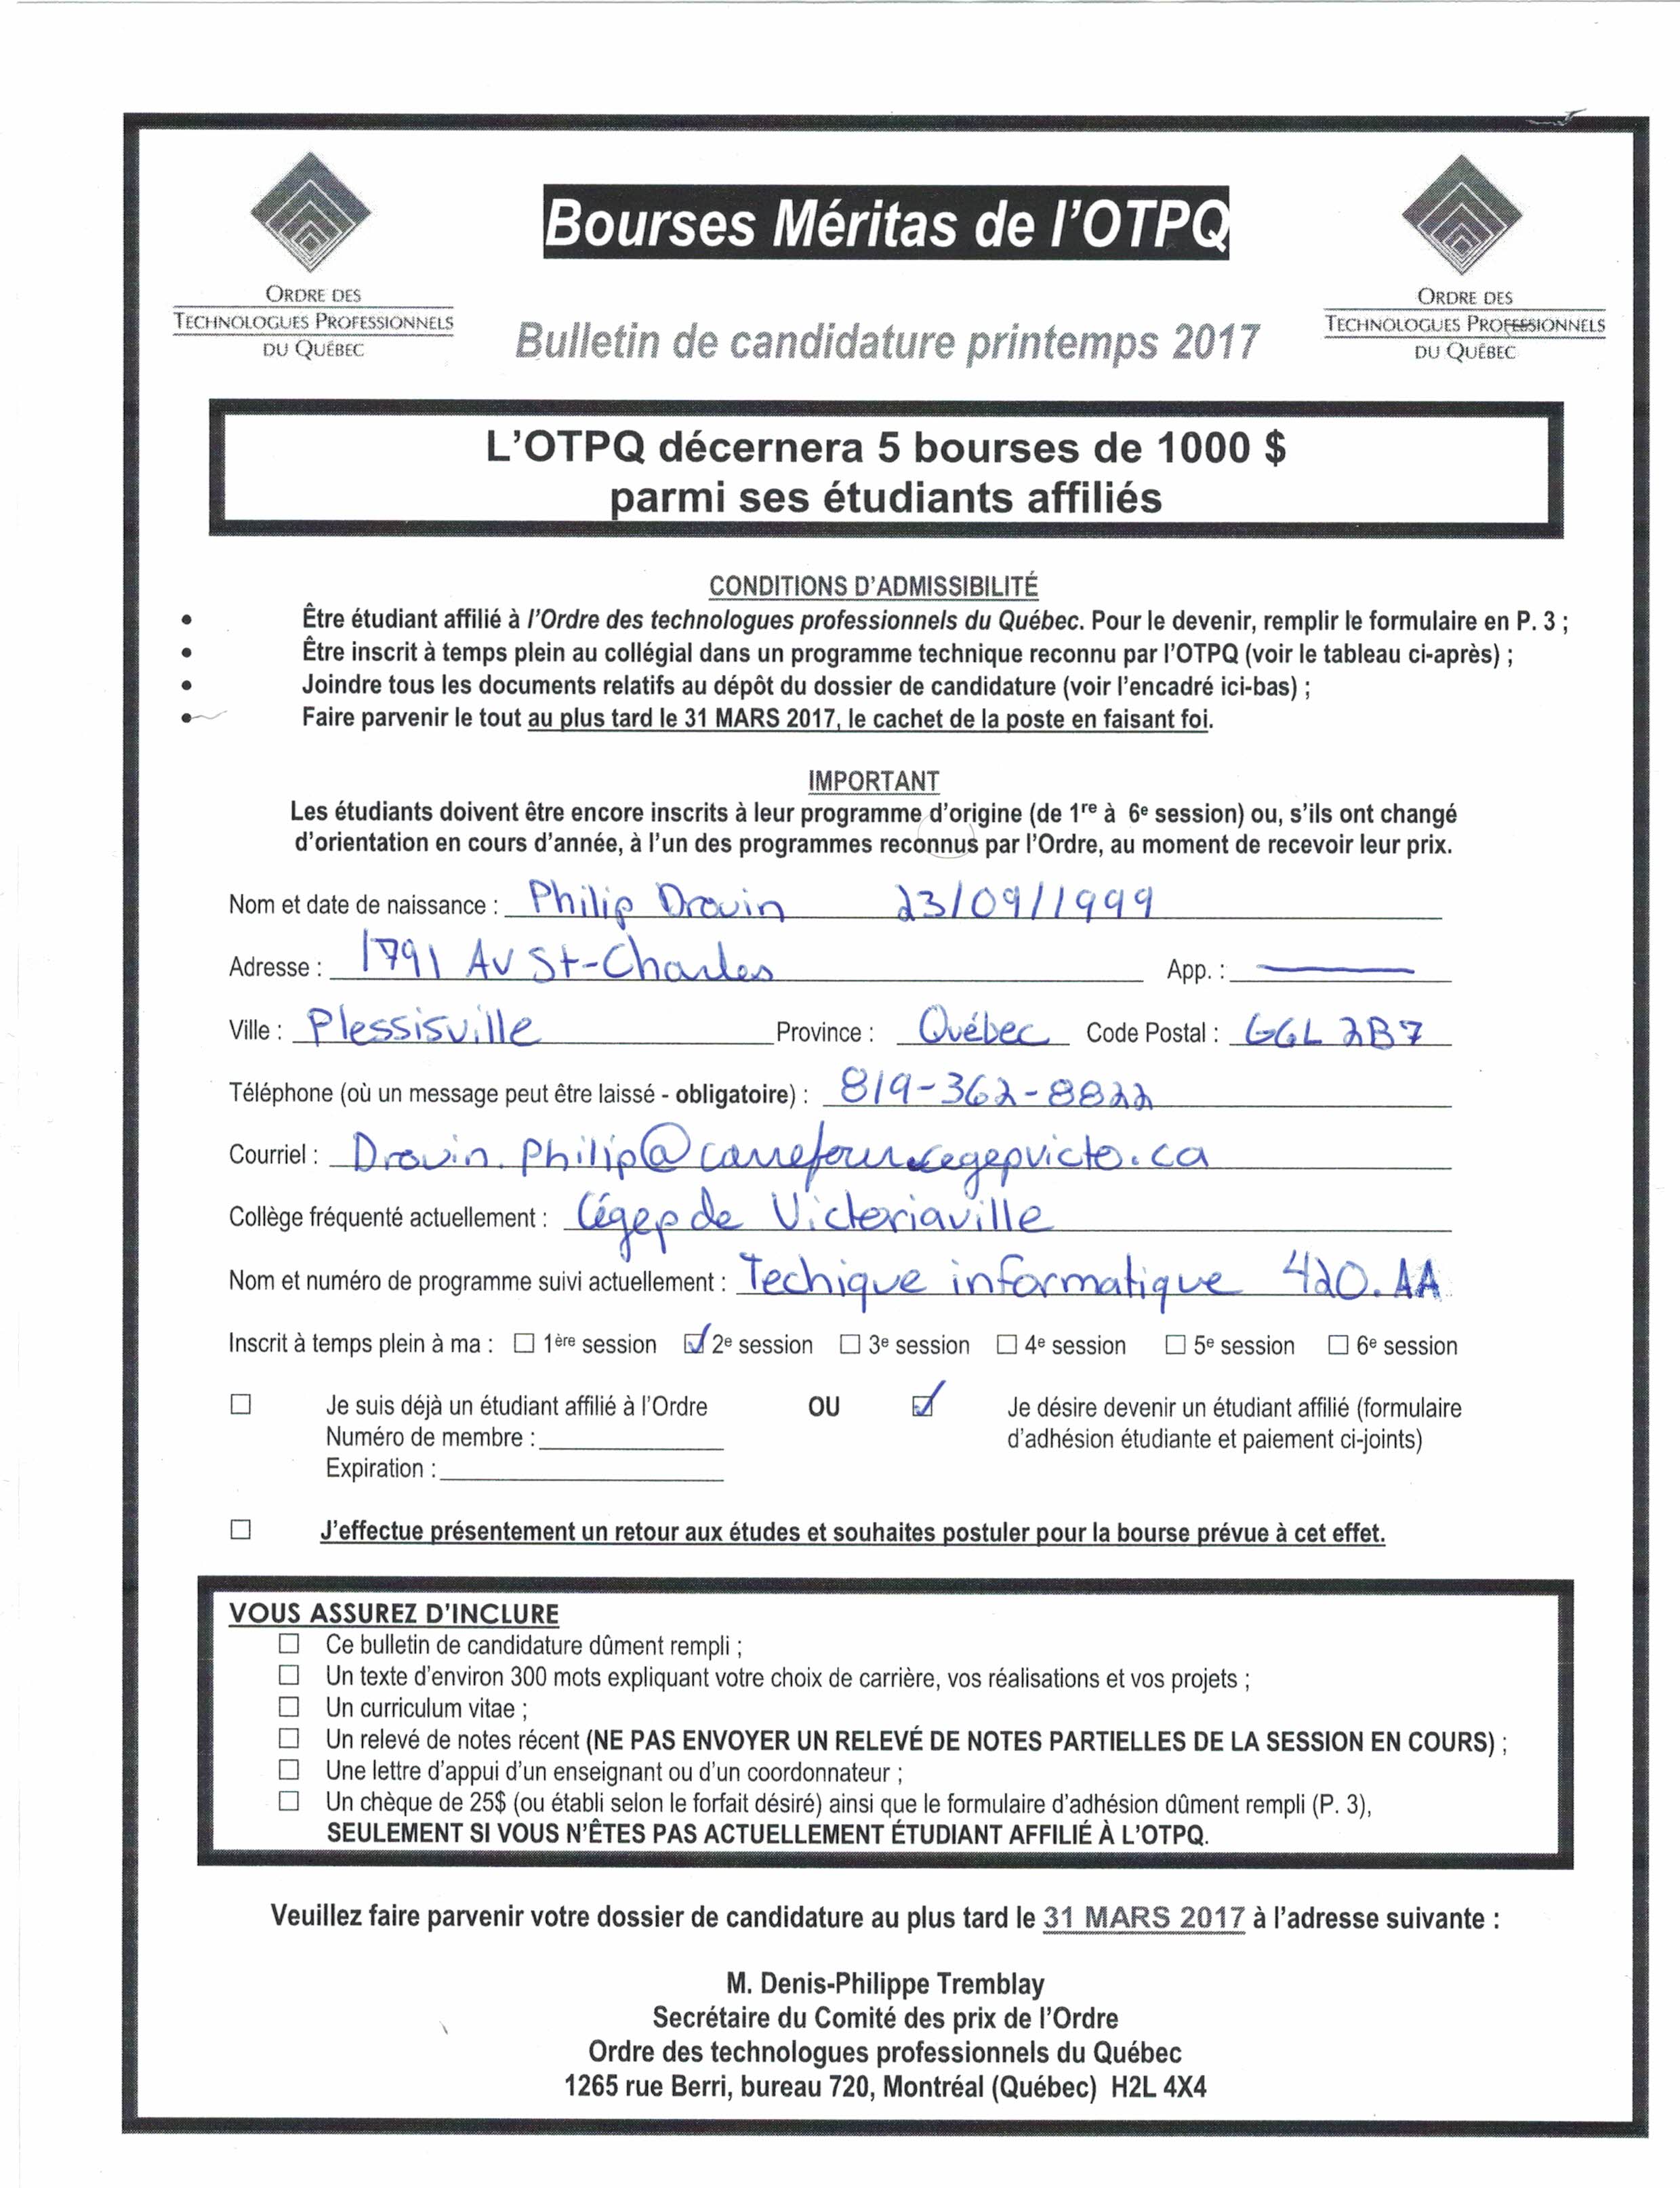 Bourses Méritas de l'OTPQ
ORDRE DES
TECHNOLOGUES PROFESSIONNELS
DU QUÉBEC
ORDRE DES
TECHNOLOGUES PROFESSIONNELS
DU QUÉBEC
Bulletin de candidature printemps 2017
L'OTPQ décernera 5 bourses de 1000 $
parmi ses étudiants affiliés
CONDITIONS D'ADMISSIBILITÉ
• Être étudiant affilié à l'Ordre des technologues professionnels du Québec. Pour le devenir, remplir le formulaire en P. 3 ;
• Être inscrit à temps plein au collégial dans un programme technique reconnu par l'OTPQ (voir le tableau ci-après) ;
• Joindre tous les documents relatifs au dépôt du dossier de candidature (voir l'encadré ici-bas) ;
• Faire parvenir le tout au plus tard le 31 MARS 2017, le cachet de la poste en faisant foi.
IMPORTANT
Les étudiants doivent être encore inscrits à leur programme d'origine (de 1re à 6e session) ou, s'ils ont changé
d'orientation en cours d'année, à l'un des programmes reconnus par l'Ordre, au moment de recevoir leur prix.
Nom et date de naissance : Philip Drouin 23/09/1999
Adresse : 1791 Av St-Charles App. : —
Ville : Plessisville Province : Québec Code Postal : G6L 2B7
Téléphone (où un message peut être laissé - obligatoire) : 819-362-8822
Courriel : Drouin.Philip@carrefour.cegepvicto.ca
Collège fréquenté actuellement : Cégep de Victoriaville
Nom et numéro de programme suivi actuellement : Techique informatique 420.AA
Inscrit à temps plein à ma : ☐ 1ère session ☑ 2e session ☐ 3e session ☐ 4e session ☐ 5e session ☐ 6e session
☐ Je suis déjà un étudiant affilié à l'Ordre OU ☑ Je désire devenir un étudiant affilié (formulaire
Numéro de membre : d'adhésion étudiante et paiement ci-joints)
Expiration :
☐ J'effectue présentement un retour aux études et souhaites postuler pour la bourse prévue à cet effet.
VOUS ASSUREZ D'INCLURE
☐ Ce bulletin de candidature dûment rempli ;
☐ Un texte d'environ 300 mots expliquant votre choix de carrière, vos réalisations et vos projets ;
☐ Un curriculum vitae ;
☐ Un relevé de notes récent (NE PAS ENVOYER UN RELEVÉ DE NOTES PARTIELLES DE LA SESSION EN COURS) ;
☐ Une lettre d'appui d'un enseignant ou d'un coordonnateur ;
☐ Un chèque de 25$ (ou établi selon le forfait désiré) ainsi que le formulaire d'adhésion dûment rempli (P. 3),
SEULEMENT SI VOUS N'ÊTES PAS ACTUELLEMENT ÉTUDIANT AFFILIÉ À L'OTPQ.
Veuillez faire parvenir votre dossier de candidature au plus tard le 31 MARS 2017 à l'adresse suivante :
M. Denis-Philippe Tremblay
Secrétaire du Comité des prix de l'Ordre
Ordre des technologues professionnels du Québec
1265 rue Berri, bureau 720, Montréal (Québec) H2L 4X4